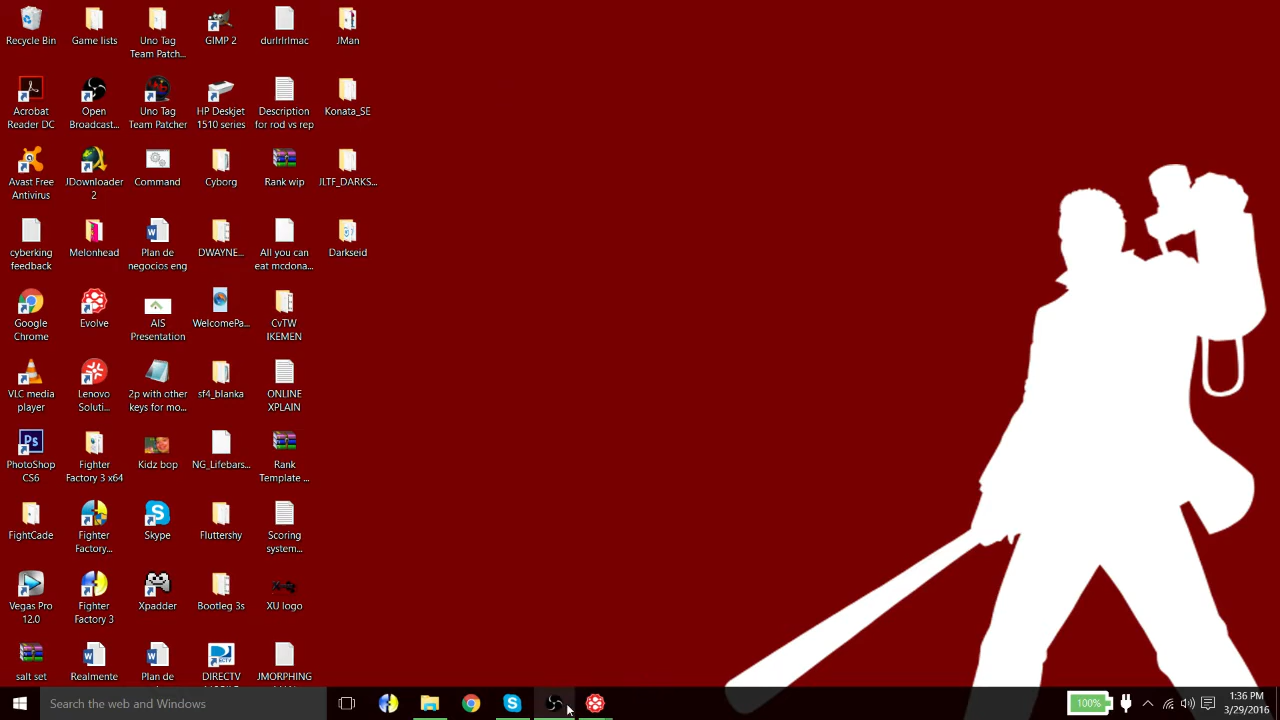 Recycle Bin
Game lists
Uno Tag
Team Patch...
GIMP 2
durlrlrlmac
JMan
Acrobat
Reader DC
Open
Broadcast...
Uno Tag
Team Patcher
HP Deskjet
1510 series
Description
for rod vs rep
Konata_SE
Avast Free
Antivirus
JDownloader
2
Command
Cyborg
Rank wip
JLTF_DARKS...
cyberking
feedback
Melonhead
Plan de
negocios eng
DWAYNE...
All you can
eat mcdona...
Darkseid
Google
Chrome
Evolve
AIS
Presentation
WelcomePa...
CvTW
IKEMEN
VLC media
player
Lenovo
Soluti...
2p with other
keys for mo...
sf4_blanka
ONLINE
XPLAIN
Ps
PhotoShop
CS6
Fighter
Factory 3 x64
Kidz bop
NG_Lifebars...
Rank
Template ...
FightCade
Fighter
Factory...
Skype
Fluttershy
Scoring
system...
Vegas Pro
12.0
Fighter
Factory 3
Xpadder
Bootleg 3s
XU logo
salt set
Realmente
Plan de
DIRECTV
JMORPHING
Search the web and Windows
100%
1:36 PM
3/29/2016